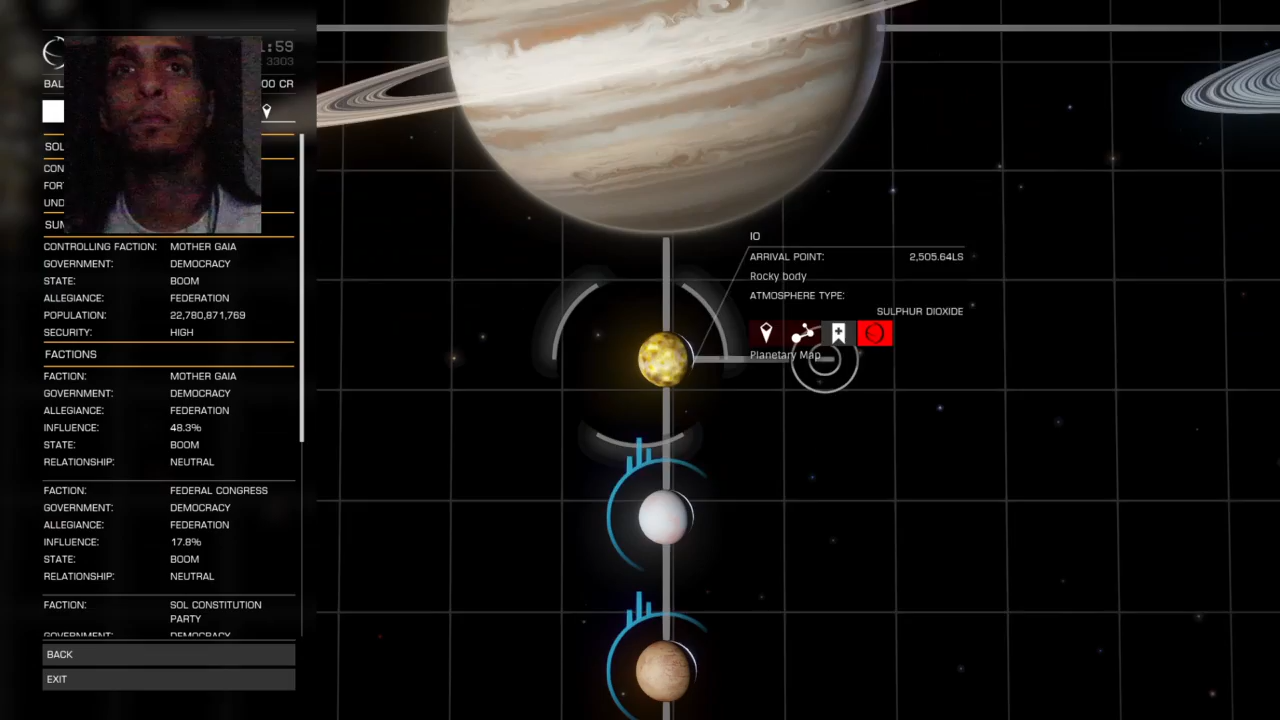 1:59
3303
BAL
00 CR
SOL
CON
FOR
UND
SUM
CONTROLLING FACTION: MOTHER GAIA
GOVERNMENT: DEMOCRACY
STATE: BOOM
ALLEGIANCE: FEDERATION
POPULATION: 22,780,871,769
SECURITY: HIGH
FACTIONS
FACTION: MOTHER GAIA
GOVERNMENT: DEMOCRACY
ALLEGIANCE: FEDERATION
INFLUENCE: 48.3%
STATE: BOOM
RELATIONSHIP: NEUTRAL
FACTION: FEDERAL CONGRESS
GOVERNMENT: DEMOCRACY
ALLEGIANCE: FEDERATION
INFLUENCE: 17.8%
STATE: BOOM
RELATIONSHIP: NEUTRAL
FACTION: SOL CONSTITUTION
PARTY
GOVERNMENT: DEMOCRACY
BACK
EXIT
IO
ARRIVAL POINT: 2,505.64LS
Rocky body
ATMOSPHERE TYPE:
SULPHUR DIOXIDE
Planetary Map